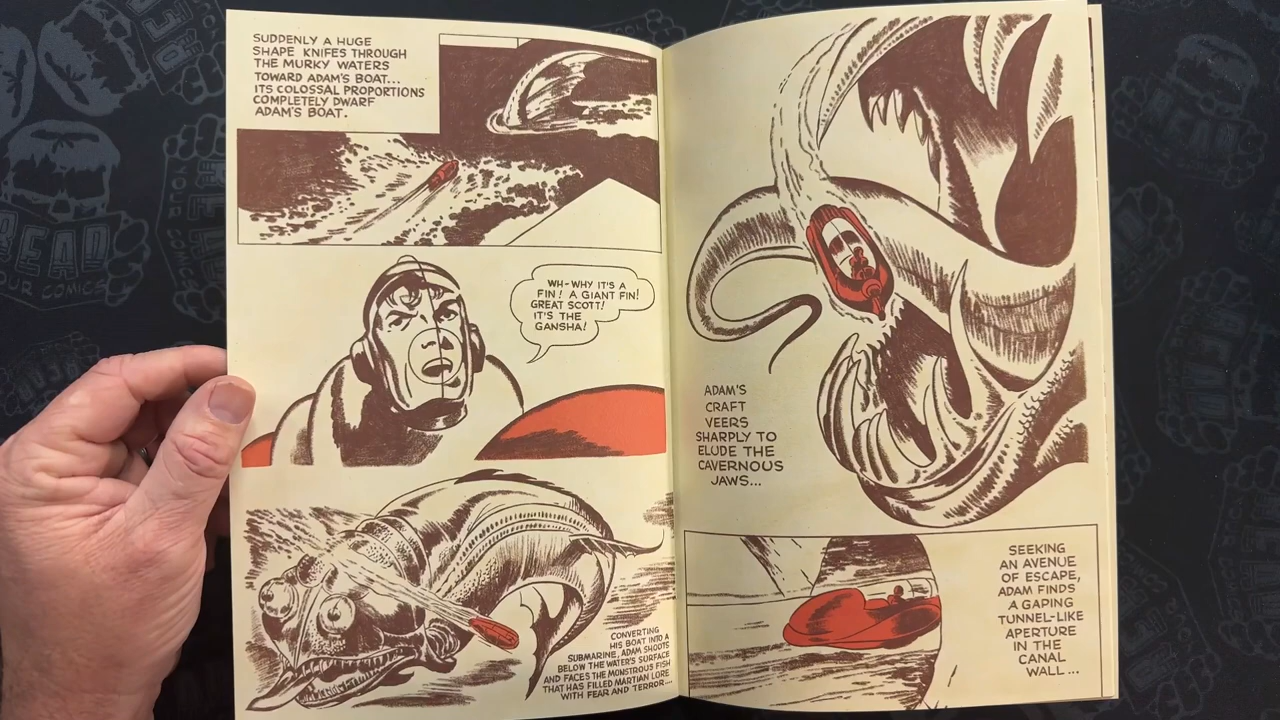 SUDDENLY A HUGE
SHAPE KNIFES THROUGH
THE MURKY WATERS
TOWARD ADAM'S BOAT...
ITS COLOSSAL PROPORTIONS
COMPLETELY DWARF
ADAM'S BOAT.
WH-WHY IT'S A
FIN! A GIANT FIN!
GREAT SCOTT!
IT'S THE
GANSHA!
CONVERTING
HIS BOAT INTO A
SUBMARINE, ADAM SHOOTS
BELOW THE WATER'S SURFACE
AND FACES THE MONSTROUS FISH
THAT HAS FILLED MARTIAN LORE
WITH FEAR AND TERROR....
ADAM'S
CRAFT
VEERS
SHARPLY TO
ELUDE THE
CAVERNOUS
JAWS...
SEEKING
AN AVENUE
OF ESCAPE,
ADAM FINDS
A GAPING
TUNNEL-LIKE
APERTURE
IN THE
CANAL
WALL...
READ
YOUR COMICS
READ
YOUR COMICS